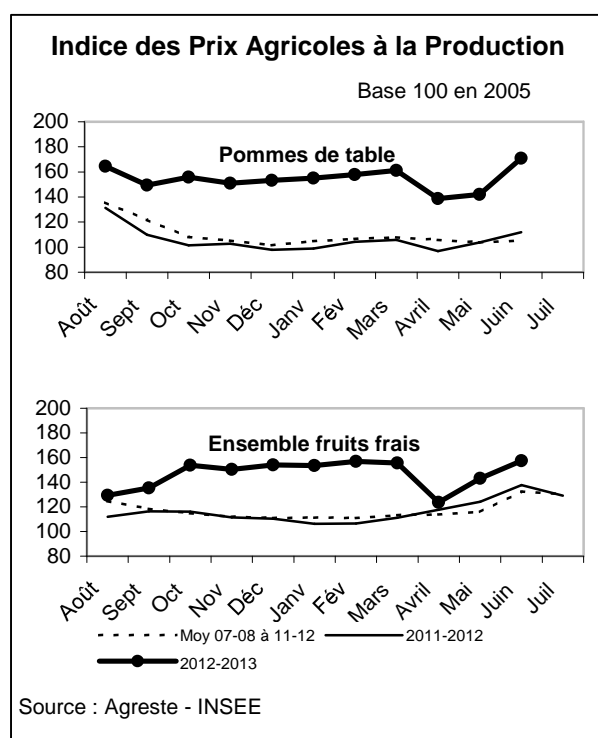 Indice des Prix Agricoles à la Production
Base 100 en 2005
200
180
160
140
120
100
80
Pommes de table
Août
Sept
Oct
Nov
Déc
Janv
Fév
Mars
Avril
Mai
Juin
Juil
200
180
160
140
120
100
80
Ensemble fruits frais
Août
Sept
Oct
Nov
Déc
Janv
Fév
Mars
Avril
Mai
Juin
Juil
Moy 07-08 à 11-12
2011-2012
2012-2013
Source : Agreste - INSEE